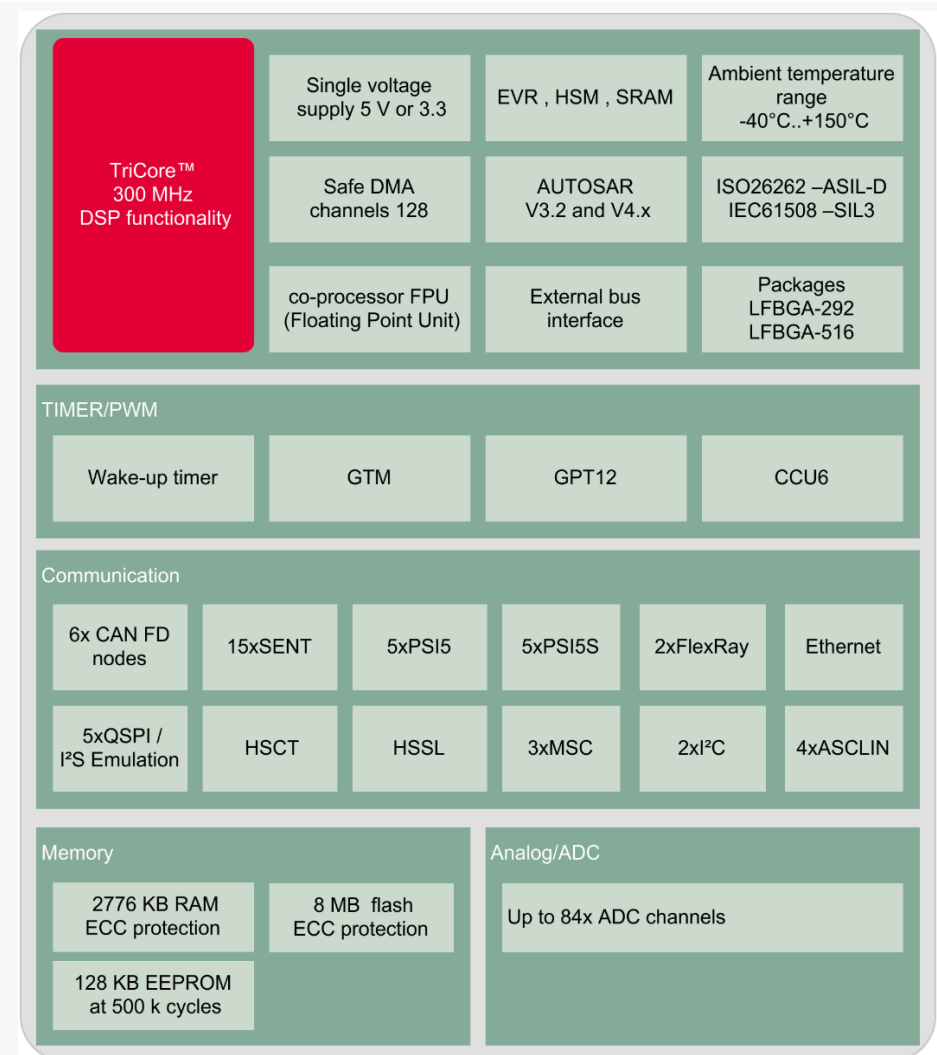 TriCore™
300 MHz
DSP functionality
Single voltage
supply 5 V or 3.3
EVR , HSM , SRAM
Ambient temperature
range
-40°C..+150°C
Safe DMA
channels 128
AUTOSAR
V3.2 and V4.x
ISO26262 –ASIL-D
IEC61508 –SIL3
co-processor FPU
(Floating Point Unit)
External bus
interface
Packages
LFBGA-292
LFBGA-516
TIMER/PWM
Wake-up timer
GTM
GPT12
CCU6
Communication
6x CAN FD
nodes
15xSENT
5xPSI5
5xPSI5S
2xFlexRay
Ethernet
5xQSPI /
I²S Emulation
HSCT
HSSL
3xMSC
2xI²C
4xASCLIN
Memory
2776 KB RAM
ECC protection
8 MB flash
ECC protection
128 KB EEPROM
at 500 k cycles
Analog/ADC
Up to 84x ADC channels